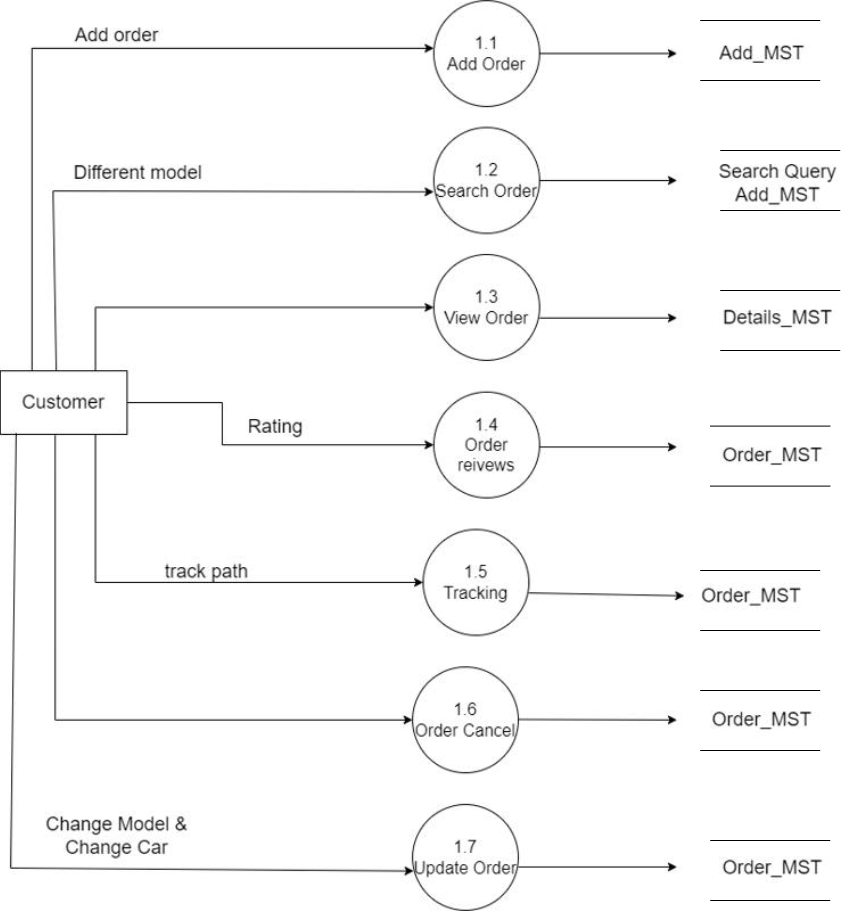 Add order
1.1
Add Order
Add_MST
Different model
1.2
Search Order
Search Query
Add_MST
1.3
View Order
Details_MST
Customer
Rating
1.4
Order
reivews
Order_MST
track path
1.5
Tracking
Order_MST
1.6
Order Cancel
Order_MST
Change Model &
Change Car
1.7
Update Order
Order_MST